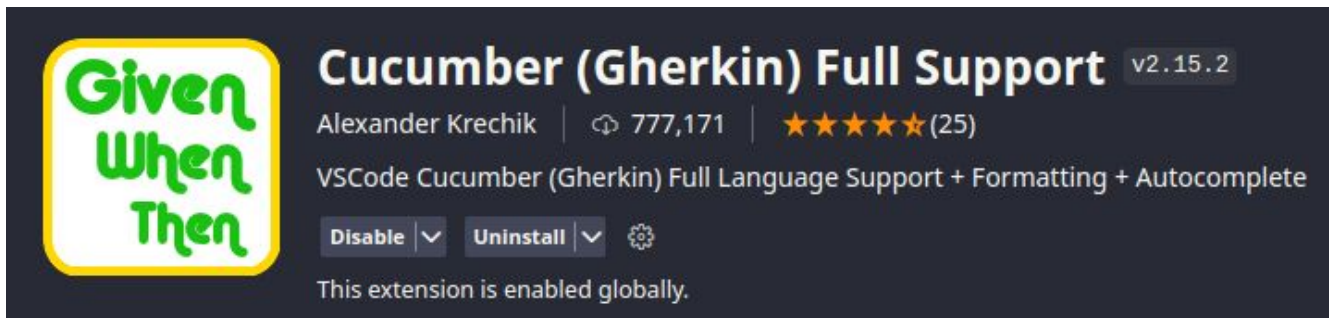 Given
When
Then
Cucumber (Gherkin) Full Support v2.15.2
Alexander Krechik 777,171 (25)
VSCode Cucumber (Gherkin) Full Language Support + Formatting + Autocomplete
Disable Uninstall
This extension is enabled globally.